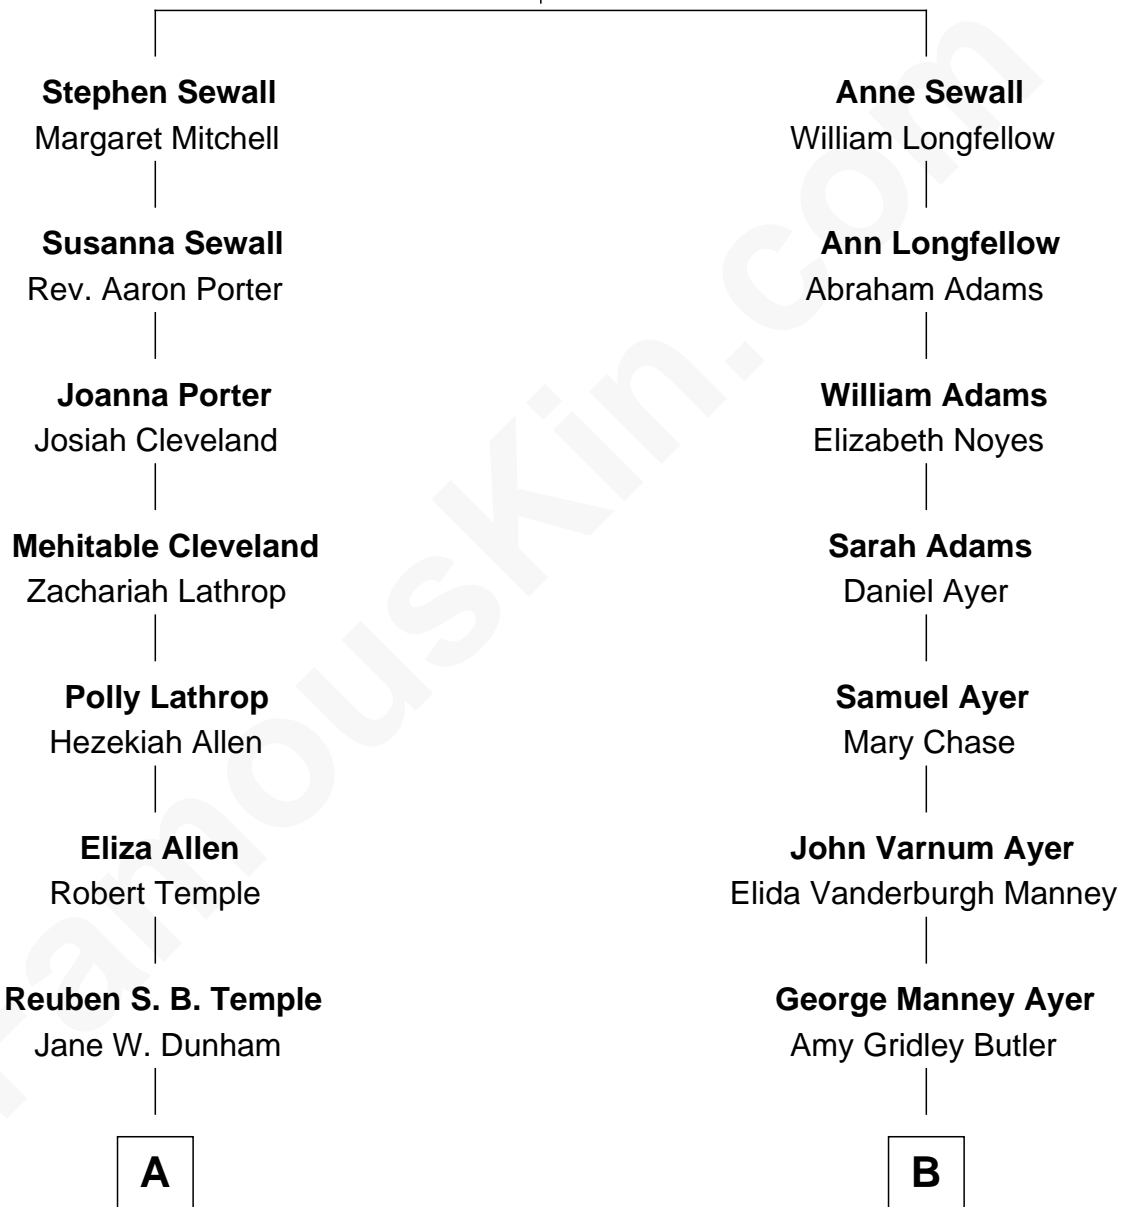 Stephen Sewall
Margaret Mitchell
Susanna Sewall
Rev. Aaron Porter
Joanna Porter
Josiah Cleveland
Mehitable Cleveland
Zachariah Lathrop
Polly Lathrop
Hezekiah Allen
Eliza Allen
Robert Temple
Reuben S. B. Temple
Jane W. Dunham
A
Anne Sewall
William Longfellow
Ann Longfellow
Abraham Adams
William Adams
Elizabeth Noyes
Sarah Adams
Daniel Ayer
Samuel Ayer
Mary Chase
John Varnum Ayer
Elida Vanderburgh Manney
George Manney Ayer
Amy Gridley Butler
B
FamousKin.com